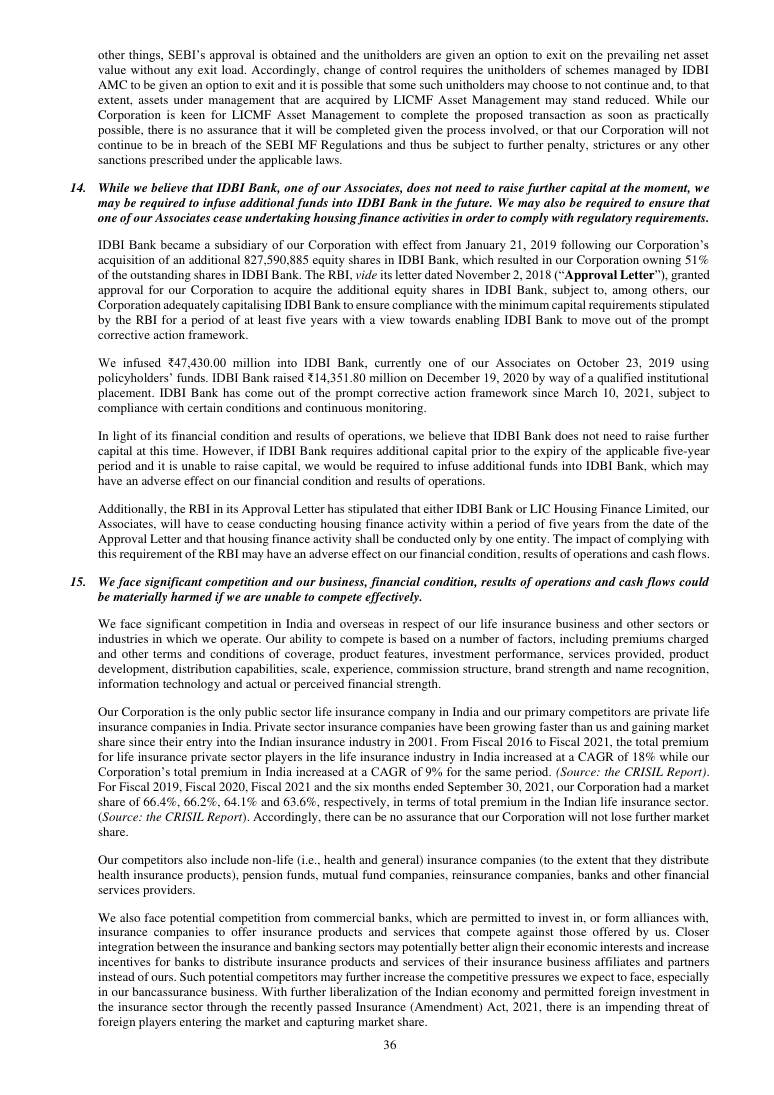 other things, SEBI's approval is obtained and the unitholders are given an option to exit on the prevailing net asset
value without any exit load. Accordingly, change of control requires the unitholders of schemes managed by IDBI
AMC to be given an option to exit and it is possible that some such unitholders may choose to not continue and, to that
extent, assets under management that are acquired by LICMF Asset Management may stand reduced. While our
Corporation is keen for LICMF Asset Management to complete the proposed transaction as soon as practically
possible, there is no assurance that it will be completed given the process involved, or that our Corporation will not
continue to be in breach of the SEBI MF Regulations and thus be subject to further penalty, strictures or any other
sanctions prescribed under the applicable laws.
14. While we believe that IDBI Bank, one of our Associates, does not need to raise further capital at the moment, we
may be required to infuse additional funds into IDBI Bank in the future. We may also be required to ensure that
one of our Associates cease undertaking housing finance activities in order to comply with regulatory requirements.
IDBI Bank became a subsidiary of our Corporation with effect from January 21, 2019 following our Corporation's
acquisition of an additional 827,590,885 equity shares in IDBI Bank, which resulted in our Corporation owning 51%
of the outstanding shares in IDBI Bank. The RBI, vide its letter dated November 2, 2018 ("Approval Letter"), granted
approval for our Corporation to acquire the additional equity shares in IDBI Bank, subject to, among others, our
Corporation adequately capitalising IDBI Bank to ensure compliance with the minimum capital requirements stipulated
by the RBI for a period of at least five years with a view towards enabling IDBI Bank to move out of the prompt
corrective action framework.
We infused ₹47,430.00 million into IDBI Bank, currently one of our Associates on October 23, 2019 using
policyholders' funds. IDBI Bank raised ₹14,351.80 million on December 19, 2020 by way of a qualified institutional
placement. IDBI Bank has come out of the prompt corrective action framework since March 10, 2021, subject to
compliance with certain conditions and continuous monitoring.
In light of its financial condition and results of operations, we believe that IDBI Bank does not need to raise further
capital at this time. However, if IDBI Bank requires additional capital prior to the expiry of the applicable five-year
period and it is unable to raise capital, we would be required to infuse additional funds into IDBI Bank, which may
have an adverse effect on our financial condition and results of operations.
Additionally, the RBI in its Approval Letter has stipulated that either IDBI Bank or LIC Housing Finance Limited, our
Associates, will have to cease conducting housing finance activity within a period of five years from the date of the
Approval Letter and that housing finance activity shall be conducted only by one entity. The impact of complying with
this requirement of the RBI may have an adverse effect on our financial condition, results of operations and cash flows.
15. We face significant competition and our business, financial condition, results of operations and cash flows could
be materially harmed if we are unable to compete effectively.
We face significant competition in India and overseas in respect of our life insurance business and other sectors or
industries in which we operate. Our ability to compete is based on a number of factors, including premiums charged
and other terms and conditions of coverage, product features, investment performance, services provided, product
development, distribution capabilities, scale, experience, commission structure, brand strength and name recognition,
information technology and actual or perceived financial strength.
Our Corporation is the only public sector life insurance company in India and our primary competitors are private life
insurance companies in India. Private sector insurance companies have been growing faster than us and gaining market
share since their entry into the Indian insurance industry in 2001. From Fiscal 2016 to Fiscal 2021, the total premium
for life insurance private sector players in the life insurance industry in India increased at a CAGR of 18% while our
Corporation's total premium in India increased at a CAGR of 9% for the same period. (Source: the CRISIL Report).
For Fiscal 2019, Fiscal 2020, Fiscal 2021 and the six months ended September 30, 2021, our Corporation had a market
share of 66.4%, 66.2%, 64.1% and 63.6%, respectively, in terms of total premium in the Indian life insurance sector.
(Source: the CRISIL Report). Accordingly, there can be no assurance that our Corporation will not lose further market
share.
Our competitors also include non-life (i.e., health and general) insurance companies (to the extent that they distribute
health insurance products), pension funds, mutual fund companies, reinsurance companies, banks and other financial
services providers.
We also face potential competition from commercial banks, which are permitted to invest in, or form alliances with,
insurance companies to offer insurance products and services that compete against those offered by us. Closer
integration between the insurance and banking sectors may potentially better align their economic interests and increase
incentives for banks to distribute insurance products and services of their insurance business affiliates and partners
instead of ours. Such potential competitors may further increase the competitive pressures we expect to face, especially
in our bancassurance business. With further liberalization of the Indian economy and permitted foreign investment in
the insurance sector through the recently passed Insurance (Amendment) Act, 2021, there is an impending threat of
foreign players entering the market and capturing market share.
36